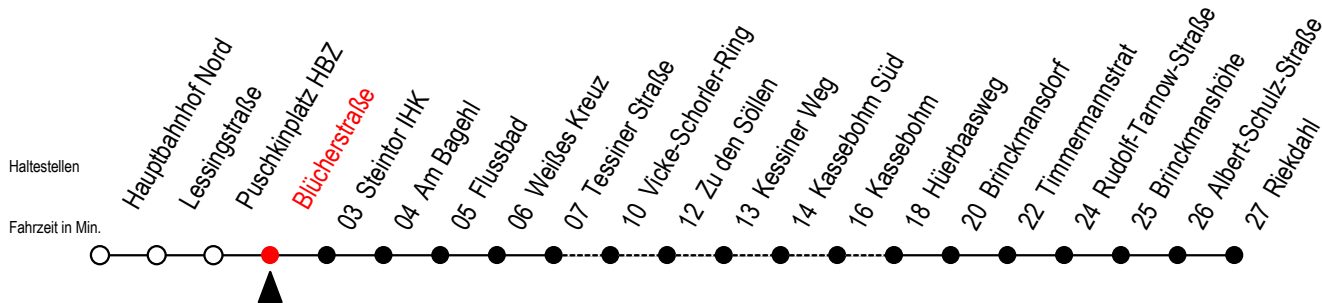 Haltestellen
Fahrzeit in Min.
Hauptbahnhof Nord
Lessingstraße
Puschkinplatz HBZ
Blücherstraße
03 Steintor IHK
04 Am Bagehl
05 Flussbad
06 Weißes Kreuz
07 Tessiner Straße
10 Vicke-Schorler-Ring
12 Zu den Söllen
13 Kessiner Weg
14 Kassebohm Süd
16 Kassebohm
18 Hüerbaasweg
20 Brinckmansdorf
22 Timmermannstrat
24 Rudolf-Tarnow-Straße
25 Brinckmanshöhe
26 Albert-Schulz-Straße
27 Riekdahl